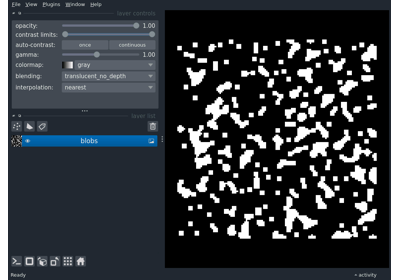 File View Plugins Window Help
layer controls
opacity: 1.00
contrast limits:
auto-contrast: once continuous
gamma: 1.00
colormap: gray
blending: translucent_no_depth
interpolation: nearest
layer list
blobs
Ready
activity